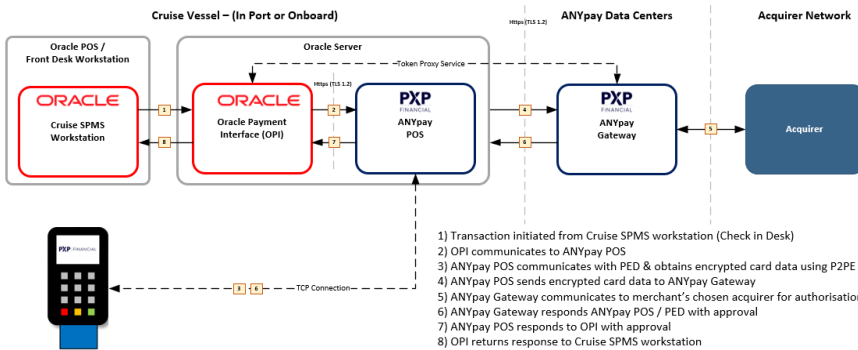 Cruise Vessel – (In Port or Onboard)
Https (TLS 1.2)
ANYpay Data Centers
Https (TLS 1.2)
Acquirer Network
Oracle POS /
Front Desk Workstation
Oracle Server
Token Proxy Service
Https (TLS 1.2)
ORACLE
Cruise SPMS
Workstation
1
8
ORACLE
Oracle Payment
Interface (OPI)
2
7
PXP
FINANCIAL
ANYpay
POS
4
6
PXP
FINANCIAL
ANYpay
Gateway
5
Acquirer
PXP
FINANCIAL
3
6
TCP Connection
1) Transaction initiated from Cruise SPMS workstation (Check in Desk)
2) OPI communicates to ANYpay POS
3) ANYpay POS communicates with PED & obtains encrypted card data using P2PE
4) ANYpay POS sends encrypted card data to ANYpay Gateway
5) ANYpay Gateway communicates to merchant's chosen acquirer for authorisation
6) ANYpay Gateway responds ANYpay POS / PED with approval
7) ANYpay POS responds to OPI with approval
8) OPI returns response to Cruise SPMS workstation